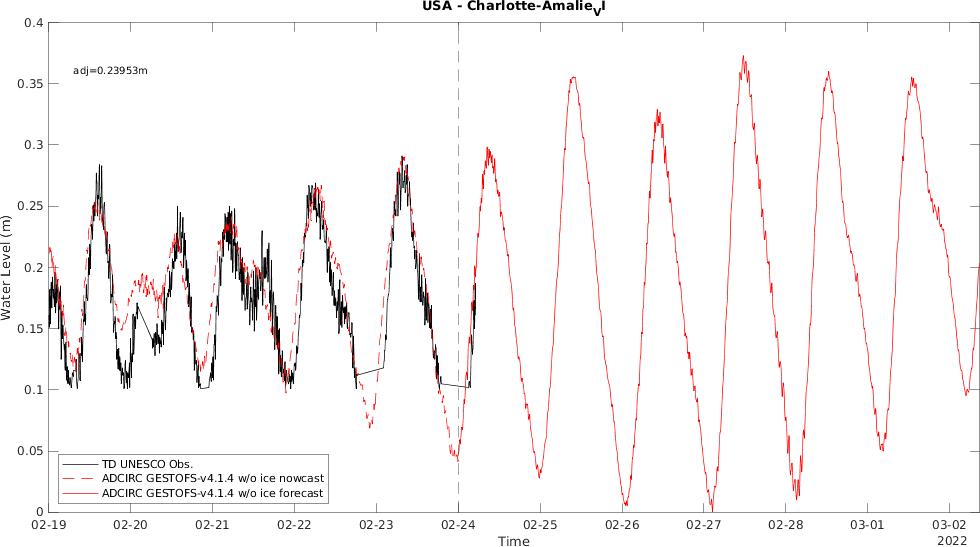 USA - Charlotte-AmalieVI
adj=0.23953m
0.4
0.35
0.3
0.25
0.2
0.15
0.1
0.05
0
Water Level (m)
TD UNESCO Obs.
ADCIRC GESTOFS-v4.1.4 w/o ice nowcast
ADCIRC GESTOFS-v4.1.4 w/o ice forecast
02-19 02-20 02-21 02-22 02-23 02-24 02-25 02-26 02-27 02-28 03-01 03-02
Time
2022